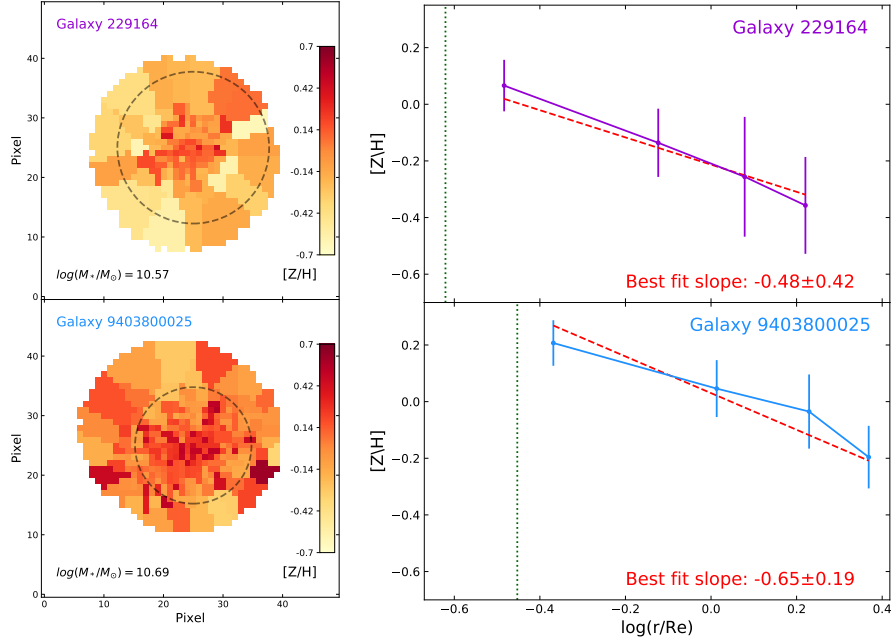 Galaxy 229164
40
30
20
10
0
Pixel
0.7
0.42
0.14
-0.14
-0.42
-0.7
[Z/H]
log(M*/M⊙) = 10.57
Galaxy 229164
0.2
0.0
−0.2
−0.4
−0.6
[Z\H]
Best fit slope: -0.48±0.42
Galaxy 9403800025
40
30
20
10
0
Pixel
0.7
0.42
0.14
-0.14
-0.42
-0.7
[Z/H]
log(M*/M⊙) = 10.69
0 10 20 30 40
Pixel
Galaxy 9403800025
0.2
0.0
−0.2
−0.4
−0.6
[Z\H]
Best fit slope: -0.65±0.19
−0.6 −0.4 −0.2 0.0 0.2 0.4
log(r/Re)